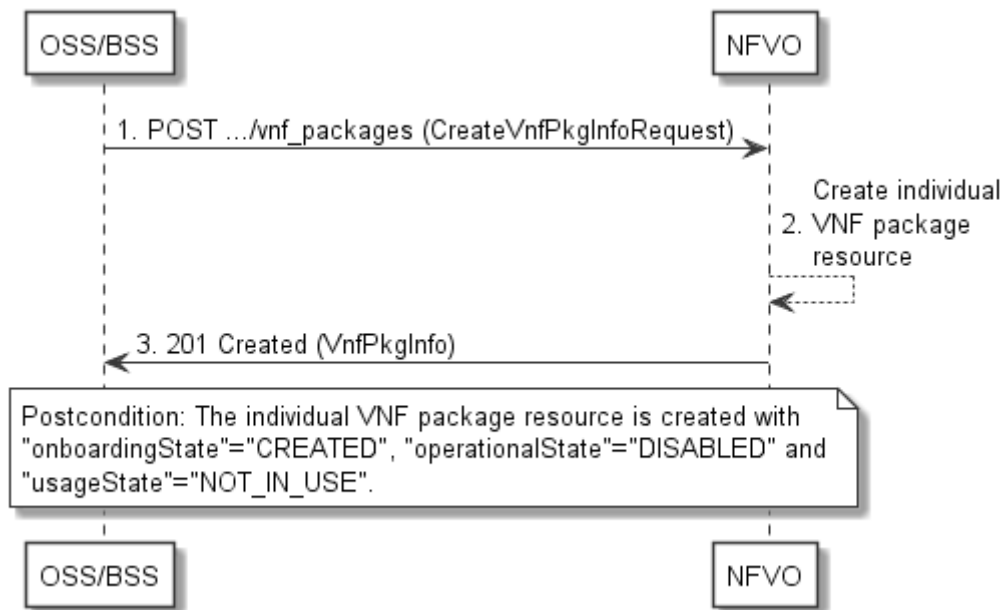 OSS/BSS
NFVO
1. POST .../vnf_packages (CreateVnfPkgInfoRequest)
Create individual
2. VNF package
resource
3. 201 Created (VnfPkgInfo)
Postcondition: The individual VNF package resource is created with
"onboardingState"="CREATED", "operationalState"="DISABLED" and
"usageState"="NOT_IN_USE".
OSS/BSS
NFVO